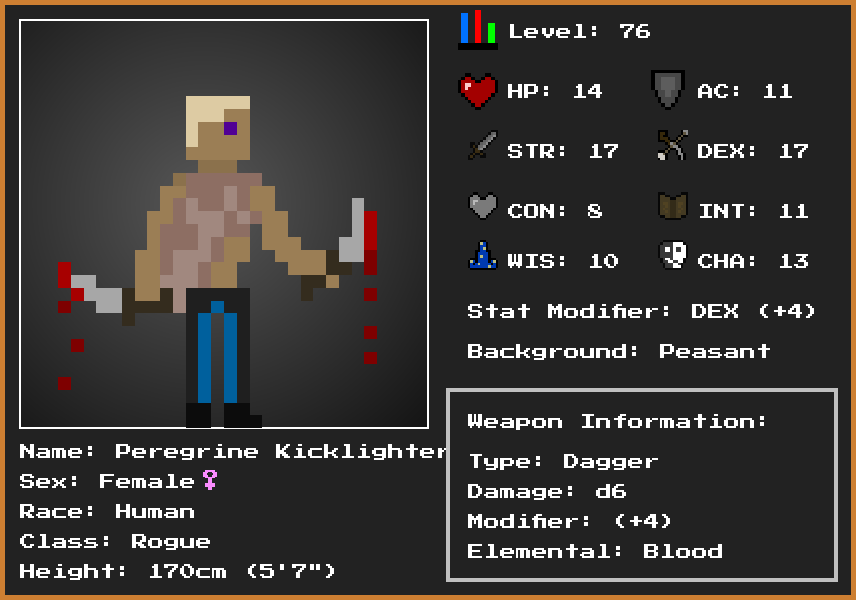 Level: 76
HP: 14 AC: 11
STR: 17 DEX: 17
CON: 8 INT: 11
WIS: 10 CHA: 13
Stat Modifier: DEX (+4)
Background: Peasant
Weapon Information:
Type: Dagger
Damage: d6
Modifier: (+4)
Elemental: Blood
Name: Peregrine Kicklighter
Sex: Female♀
Race: Human
Class: Rogue
Height: 170cm (5'7")